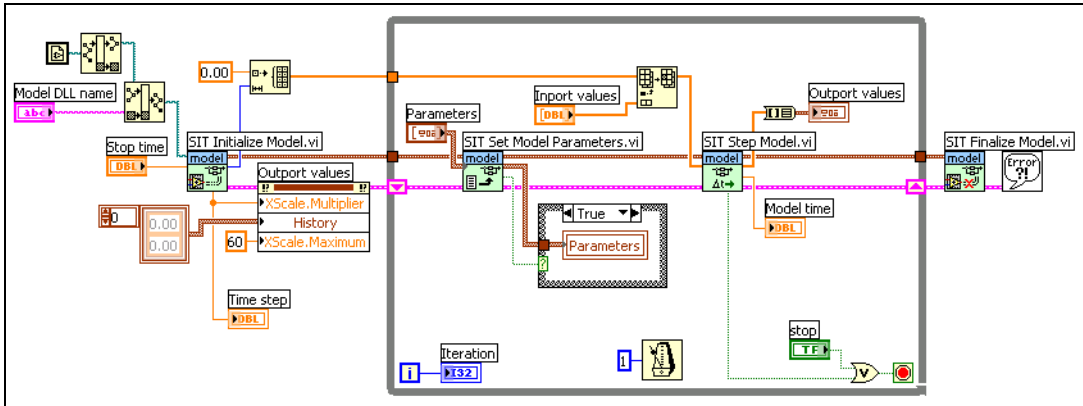 Model DLL name
abc
Stop time
DBL
0.00
SIT Initialize Model.vi
model
Outport values
XScale.Multiplier
History
60
XScale.Maximum
0
0.00
0.00
Time step
DBL
Parameters
SIT Set Model Parameters.vi
model
True
Parameters
?
Inport values
[DBL]
SIT Step Model.vi
model
Δt→
Outport values
Model time
DBL
SIT Finalize Model.vi
model
Error
?!
i
Iteration
I32
1
stop
TF
V